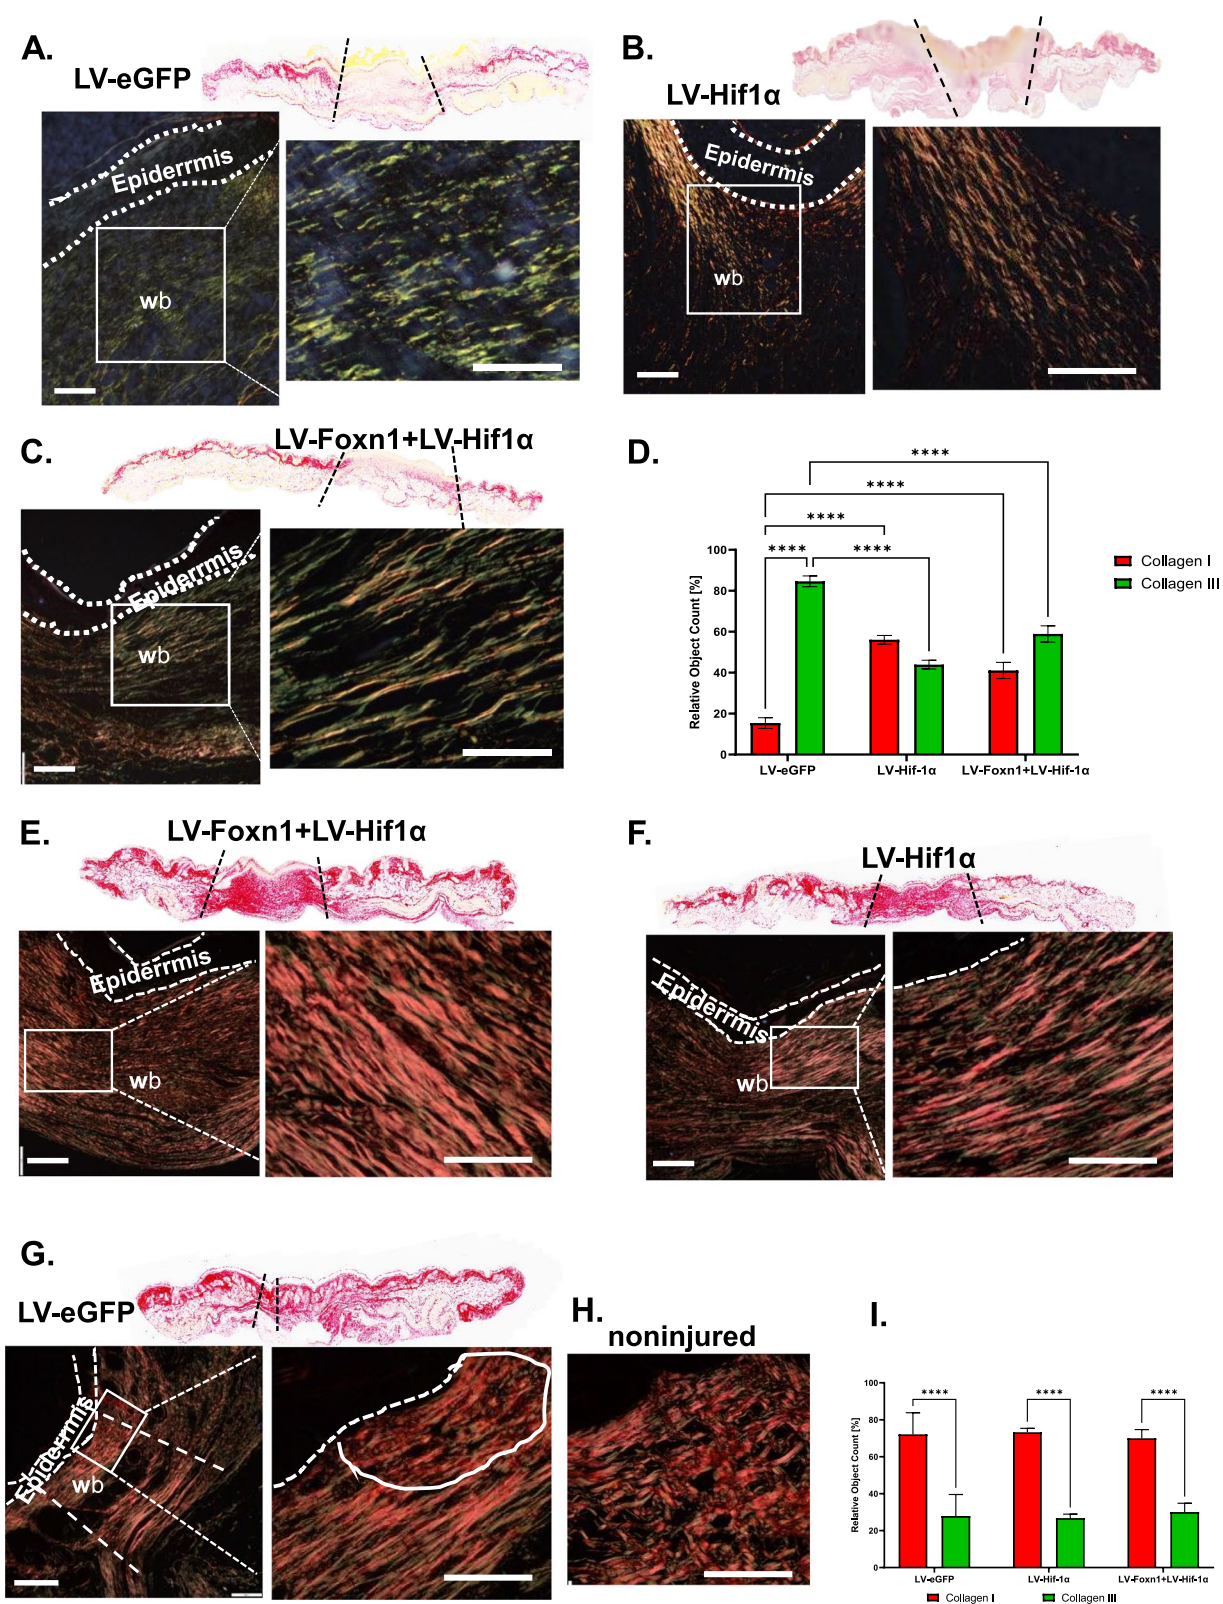 A.
LV-eGFP
Epiderrmis
wb
B.
LV-Hif1α
Epiderrmis
wb
C.
LV-Foxn1+LV-Hif1α
Epiderrmis
wb
D.
****
****
****
****
****
Relative Object Count [%]
100
80
60
40
20
0
LV-eGFP
LV-Hif-1α
LV-Foxn1+LV-Hif-1α
Collagen I
Collagen III
E.
LV-Foxn1+LV-Hif1α
Epiderrmis
wb
F.
LV-Hif1α
Epiderrmis
wb
G.
LV-eGFP
Epiderrmis
wb
H.
noninjured
I.
****
****
****
Relative Object Count [%]
100
80
60
40
20
0
LV-eGFP
LV-Hif-1α
LV-Foxn1+LV-Hif-1α
Collagen I
Collagen III